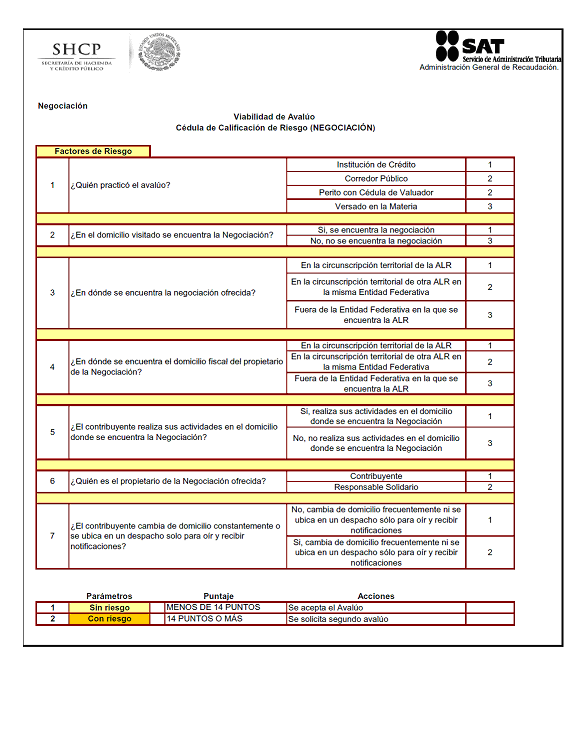 SHCP
SECRETARÍA DE HACIENDA
Y CRÉDITO PÚBLICO
ESTADOS UNIDOS MEXICANOS
SAT
Servicio de Administración Tributaria
Administración General de Recaudación.
Negociación
Viabilidad de Avalúo
Cédula de Calificación de Riesgo (NEGOCIACIÓN)
Factores de Riesgo
1 ¿Quién practicó el avalúo?
Institución de Crédito 1
Corredor Público 2
Perito con Cédula de Valuador 2
Versado en la Materia 3
2 ¿En el domicilio visitado se encuentra la Negociación?
Si, se encuentra la negociación 1
No, no se encuentra la negociación 3
3 ¿En dónde se encuentra la negociación ofrecida?
En la circunscripción territorial de la ALR 1
En la circunscripción territorial de otra ALR en
la misma Entidad Federativa 2
Fuera de la Entidad Federativa en la que se
encuentra la ALR 3
4 ¿En dónde se encuentra el domicilio fiscal del propietario
de la Negociación?
En la circunscripción territorial de la ALR 1
En la circunscripción territorial de otra ALR en
la misma Entidad Federativa 2
Fuera de la Entidad Federativa en la que se
encuentra la ALR 3
5 ¿El contribuyente realiza sus actividades en el domicilio
donde se encuentra la Negociación?
Si, realiza sus actividades en el domicilio
donde se encuentra la Negociación 1
No, no realiza sus actividades en el domicilio
donde se encuentra la Negociación 3
6 ¿Quién es el propietario de la Negociación ofrecida?
Contribuyente 1
Responsable Solidario 2
7 ¿El contribuyente cambia de domicilio constantemente o
se ubica en un despacho solo para oír y recibir
notificaciones?
No, cambia de domicilio frecuentemente ni se
ubica en un despacho sólo para oír y recibir
notificaciones 1
Si, cambia de domicilio frecuentemente ni se
ubica en un despacho sólo para oír y recibir
notificaciones 2
Parámetros Puntaje Acciones
1 Sin riesgo MENOS DE 14 PUNTOS Se acepta el Avalúo
2 Con riesgo 14 PUNTOS O MÁS Se solicita segundo avalúo